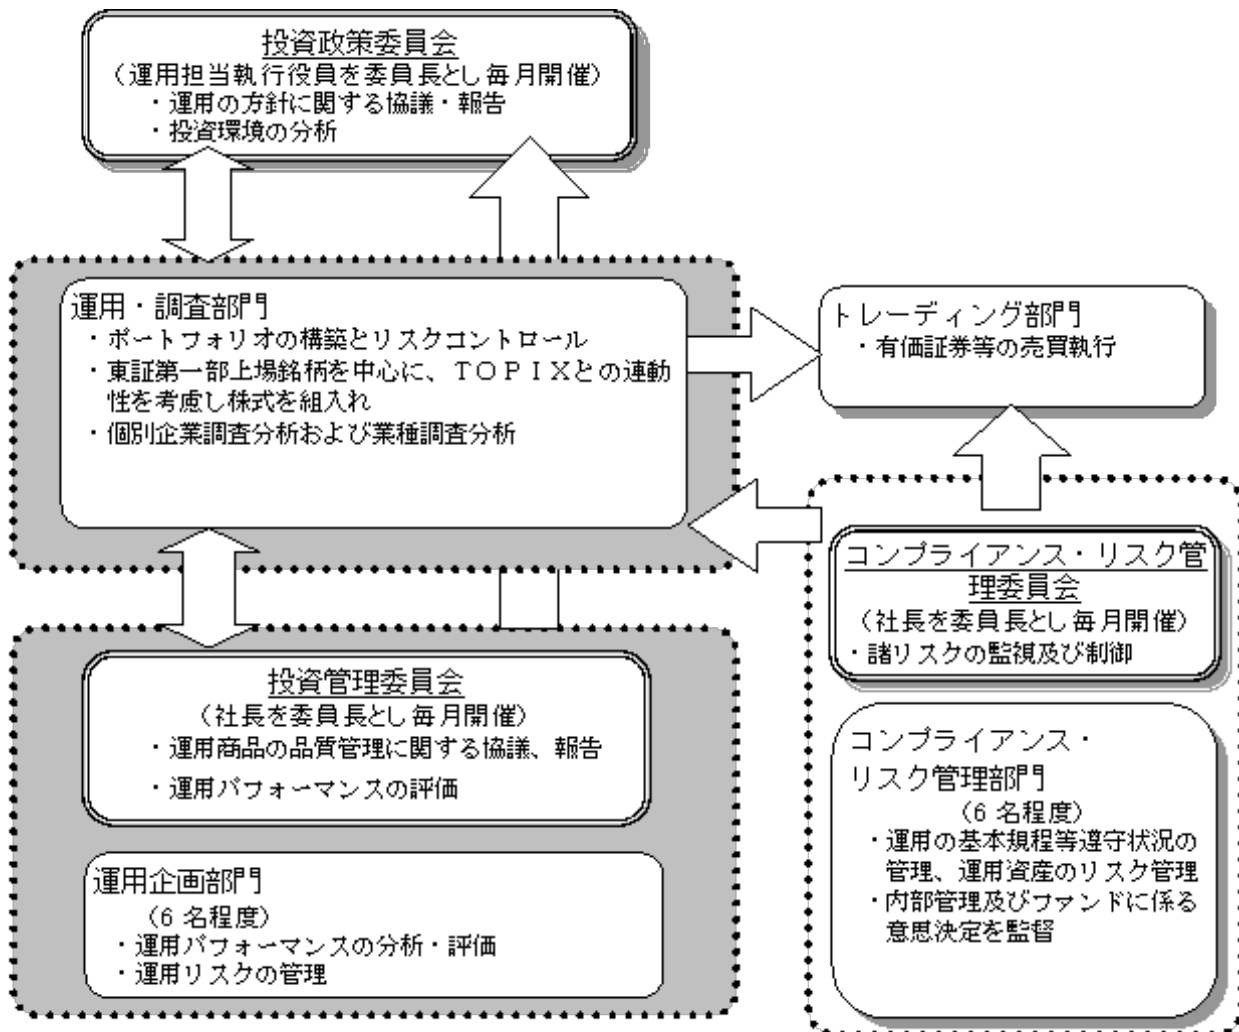 投資政策委員会
(運用担当執行役員を委員長とし毎月開催)
・運用の方針に関する協議・報告
・投資環境の分析
運用・調査部門
・ポートフォリオの構築とリスクコントロール
・東証第一部上場銘柄を中心に、TOPIXとの連動
性を考慮し株式を組入れ
・個別企業調査分析および業種調査分析
トレーディング部門
・有価証券等の売買執行
コンプライアンス・リスク管
理委員会
(社長を委員長とし毎月開催)
・諸リスクの監視及び制御
投資管理委員会
(社長を委員長とし毎月開催)
・運用商品の品質管理に関する協議、報告
・運用パフォーマンスの評価
コンプライアンス・
リスク管理部門
(6 名程度)
・運用の基本規程等遵守状況の
管理、運用資産のリスク管理
・内部管理及びファンドに係る
意思決定を監督
運用企画部門
(6 名程度)
・運用パフォーマンスの分析・評価
・運用リスクの管理